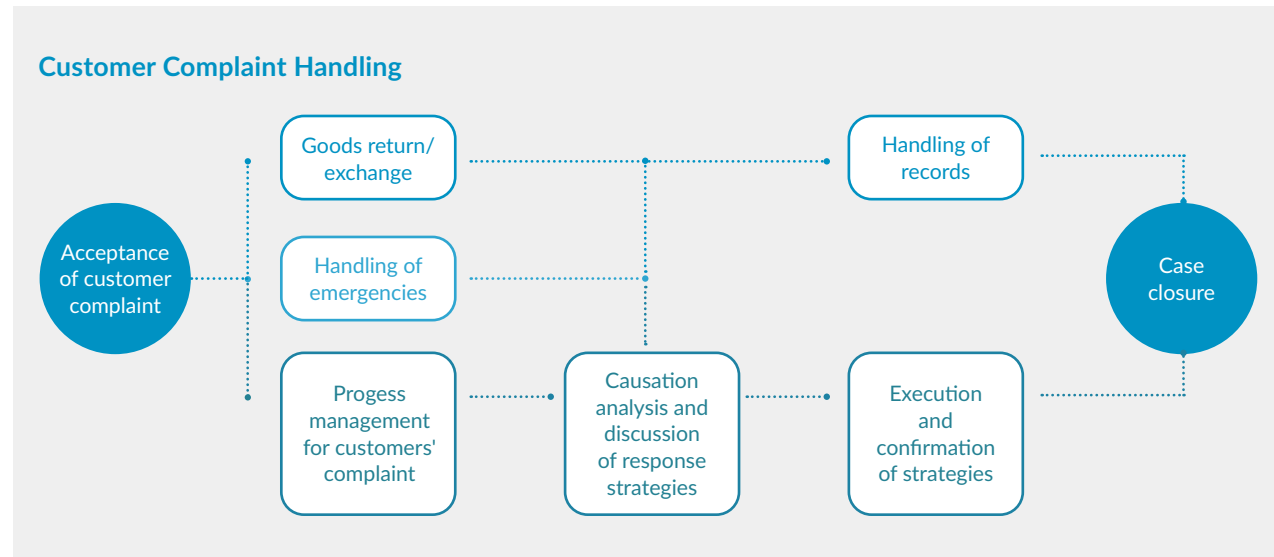 Customer Complaint Handling
Acceptance
of customer
complaint
Goods return/
exchange
Handling of
emergencies
Progess
management
for customers'
complaint
Causation
analysis and
discussion
of response
strategies
Handling of
records
Execution
and
confirmation
of strategies
Case
closure